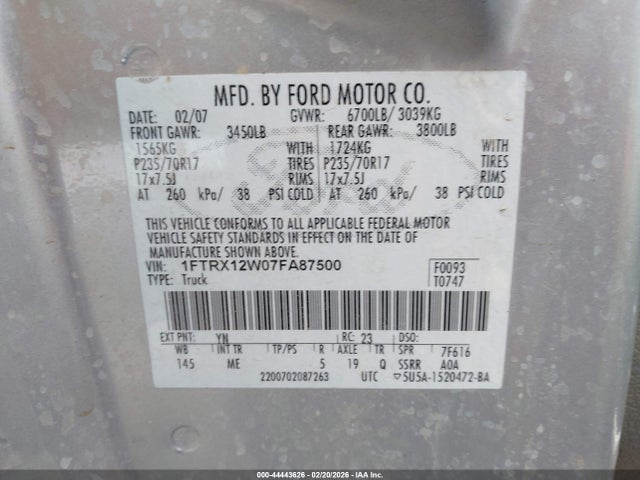 MFD. BY FORD MOTOR CO.
DATE: 02/07 GVWR: 6700LB/ 3039KG
FRONT GAWR: 3450LB REAR GAWR: 3800LB
1565KG WITH 1724KG WITH
P235/70R17 TIRES P235/70R17 TIRES
17x7.5J RIMS 17x7.5J RIMS
AT 260 kPa/ 38 PSI COLD AT 260 kPa/ 38 PSI COLD
THIS VEHICLE CONFORMS TO ALL APPLICABLE FEDERAL MOTOR
VEHICLE SAFETY STANDARDS IN EFFECT ON THE DATE OF
MANUFACTURE SHOWN ABOVE.
VIN: 1FTRX12W07FA87500 F0093
TYPE: Truck T0747
EXT PNT: YN RC: 23 DSO:
WB INT TR TP/PS R AXLE TR SPR 7F616
145 ME 5 19 Q SSRR A0A
2200702087263 UTC ▽5U5A-1520472-BA
000-44443626 - 02/20/2026 - IAAI, Inc.